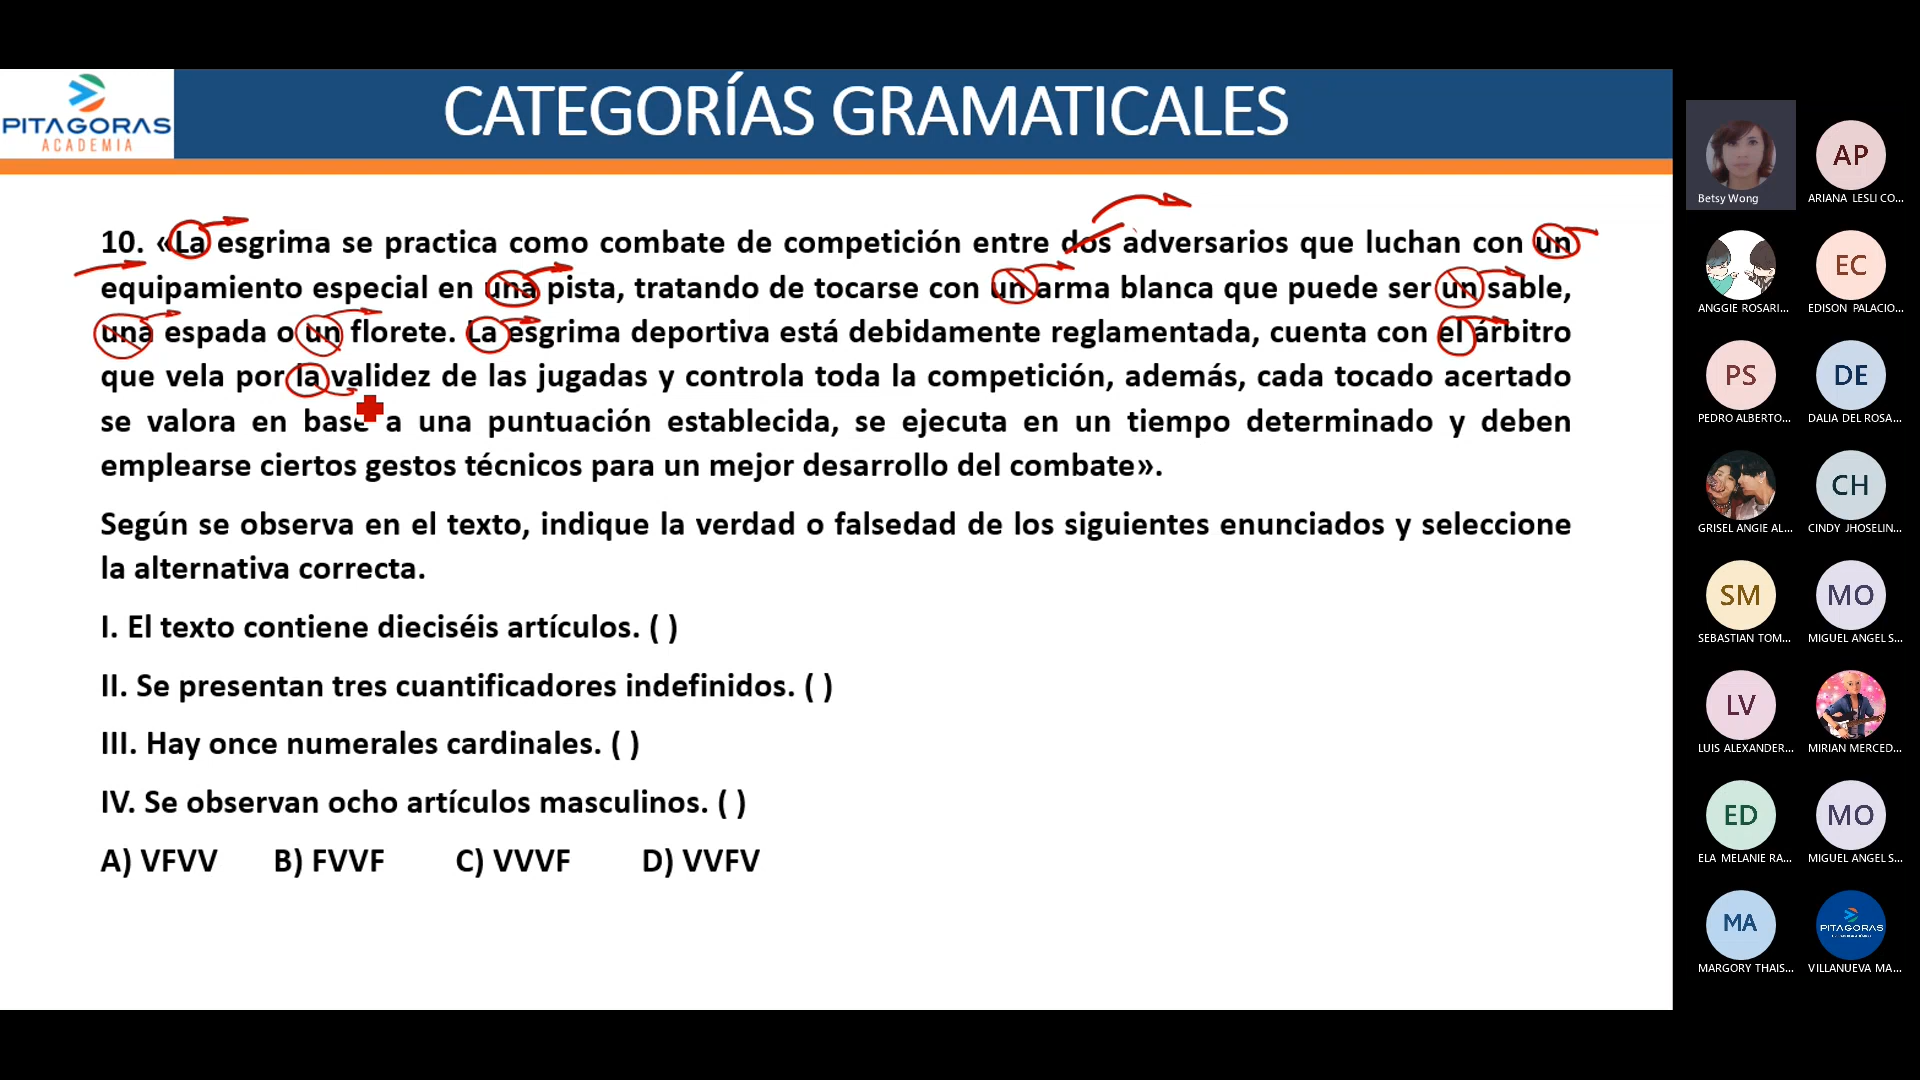 PITAGORAS
ACADEMIA
CATEGORÍAS GRAMATICALES
10. «La esgrima se practica como combate de competición entre dos adversarios que luchan con un
equipamiento especial en una pista, tratando de tocarse con un arma blanca que puede ser un sable,
una espada o un florete. La esgrima deportiva está debidamente reglamentada, cuenta con el árbitro
que vela por la validez de las jugadas y controla toda la competición, además, cada tocado acertado
se valora en base a una puntuación establecida, se ejecuta en un tiempo determinado y deben
emplearse ciertos gestos técnicos para un mejor desarrollo del combate».
Según se observa en el texto, indique la verdad o falsedad de los siguientes enunciados y seleccione
la alternativa correcta.
I. El texto contiene dieciséis artículos. ( )
II. Se presentan tres cuantificadores indefinidos. ( )
III. Hay once numerales cardinales. ( )
IV. Se observan ocho artículos masculinos. ( )
A) VFVV B) FVVF C) VVVF D) VVFV
Betsy Wong
AP
ARIANA LESLI CO...
ANGGIE ROSARI...
EC
EDISON PALACIO...
PS
PEDRO ALBERTO...
DE
DALIA DEL ROSA...
GRISEL ANGIE AL...
CH
CINDY JHOSELIN...
SM
SEBASTIAN TOM...
MO
MIGUEL ANGEL S...
LV
LUIS ALEXANDER...
MIRIAN MERCED...
ED
ELA MELANIE RA...
MO
MIGUEL ANGEL S...
MA
MARGORY THAIS...
PITAGORAS
VILLANUEVA MA...